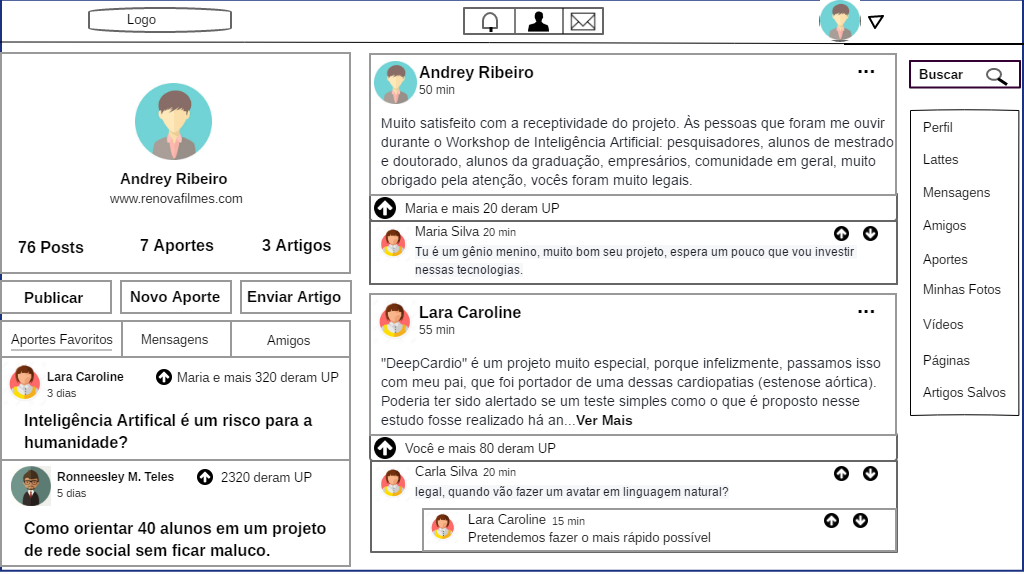 Logo
Andrey Ribeiro
www.renovafilmes.com
76 Posts
7 Aportes
3 Artigos
Publicar
Novo Aporte
Enviar Artigo
Aportes Favoritos
Mensagens
Amigos
Lara Caroline
3 dias
Maria e mais 320 deram UP
Inteligência Artifical é um risco para a
humanidade?
Ronneesley M. Teles
5 dias
2320 deram UP
Como orientar 40 alunos em um projeto
de rede social sem ficar maluco.
Andrey Ribeiro
50 min
...
Muito satisfeito com a receptividade do projeto. Às pessoas que foram me ouvir
durante o Workshop de Inteligência Artificial: pesquisadores, alunos de mestrado
e doutorado, alunos da graduação, empresários, comunidade em geral, muito
obrigado pela atenção, vocês foram muito legais.
Maria e mais 20 deram UP
Maria Silva 20 min
Tu é um gênio menino, muito bom seu projeto, espera um pouco que vou investir
nessas tecnologias.
Lara Caroline
55 min
...
"DeepCardio" é um projeto muito especial, porque infelizmente, passamos isso
com meu pai, que foi portador de uma dessas cardiopatias (estenose aórtica).
Poderia ter sido alertado se um teste simples como o que é proposto nesse
estudo fosse realizado há an...Ver Mais
Você e mais 80 deram UP
Carla Silva 20 min
legal, quando vão fazer um avatar em linguagem natural?
Lara Caroline 15 min
Pretendemos fazer o mais rápido possível
Buscar
Perfil
Lattes
Mensagens
Amigos
Aportes
Minhas Fotos
Vídeos
Páginas
Artigos Salvos